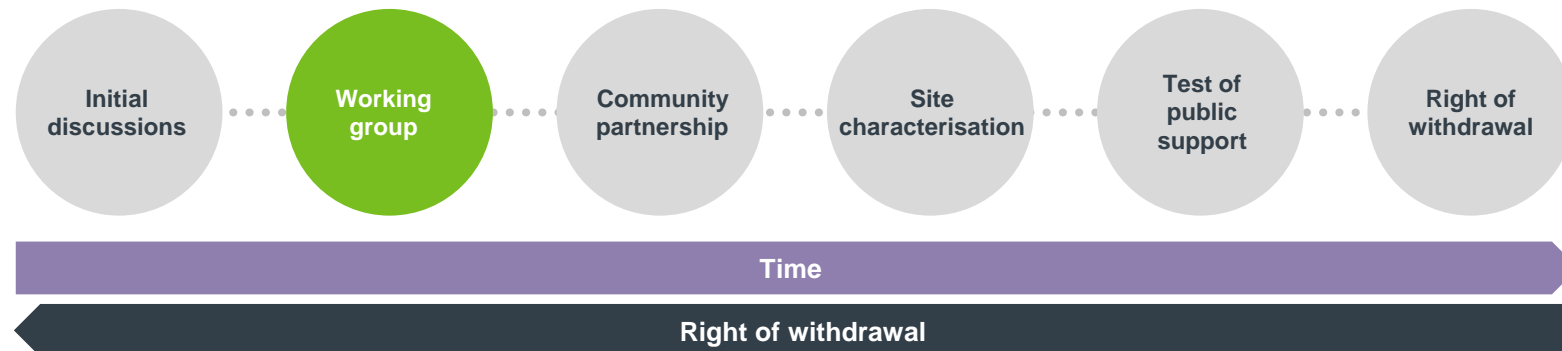 Initial
discussions
Working
group
Community
partnership
Site
characterisation
Test of
public
support
Right of
withdrawal
Time
Right of withdrawal